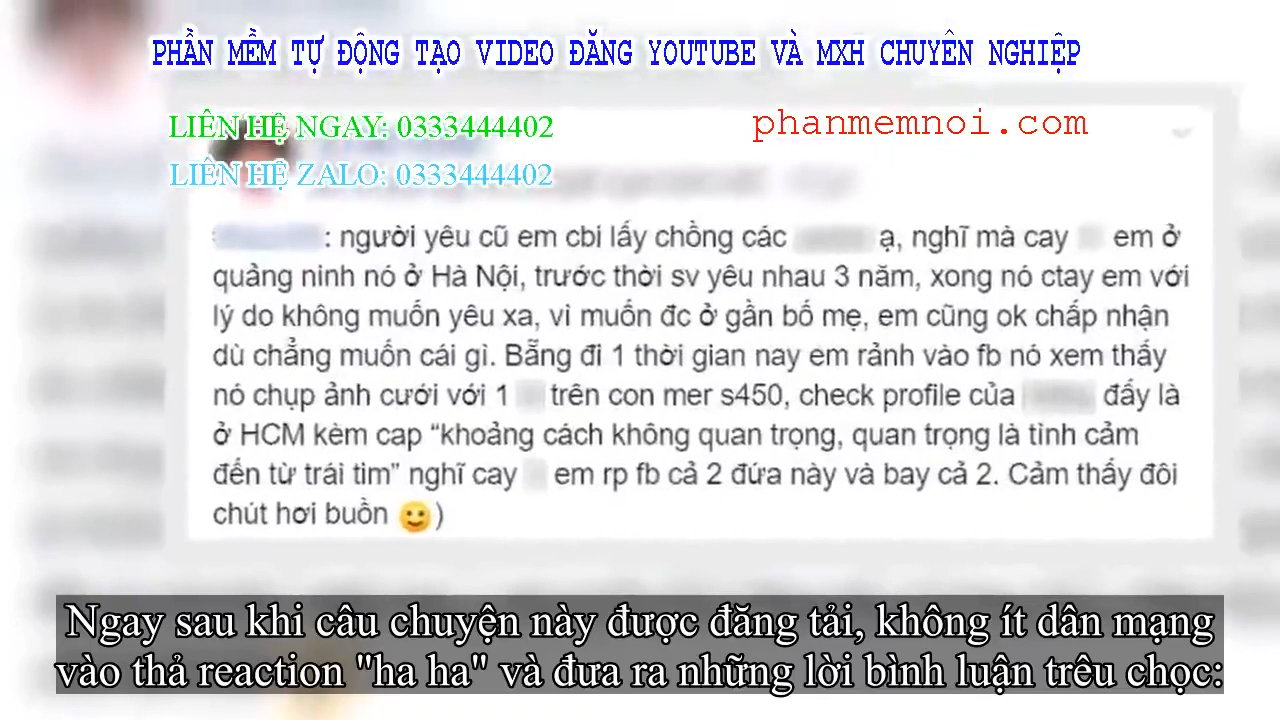 PHẦN MỀM TỰ ĐỘNG TẠO VIDEO ĐĂNG YOUTUBE VÀ MXH CHUYÊN NGHIỆP
LIÊN HỆ NGAY: 0333444402
phanmemnoi.com
LIÊN HỆ ZALO: 0333444402
: người yêu cũ em cbi lấy chồng các ạ, nghĩ mà cay em ở
quảng ninh nó ở Hà Nội, trước thời sv yêu nhau 3 năm, xong nó ctay em với
lý do không muốn yêu xa, vì muốn đc ở gần bố mẹ, em cũng ok chấp nhận
dù chẳng muốn cái gì. Bẵng đi 1 thời gian nay em rảnh vào fb nó xem thấy
nó chụp ảnh cưới với 1 trên con mer s450, check profile của đấy là
ở HCM kèm cap “khoảng cách không quan trọng, quan trọng là tình cảm
đến từ trái tim” nghĩ cay em rp fb cả 2 đứa này và bay cả 2. Cảm thấy đôi
chút hơi buồn 🙂)
Ngay sau khi câu chuyện này được đăng tải, không ít dân mạng
vào thả reaction "ha ha" và đưa ra những lời bình luận trêu chọc: